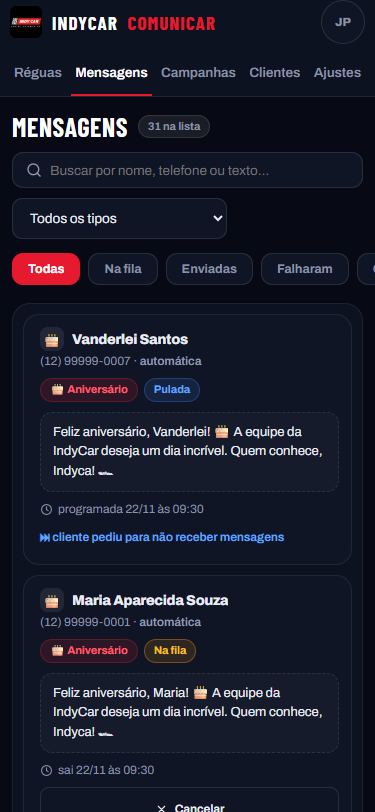 INDYCAR
INDYCAR COMUNICAR
JP
Réguas Mensagens Campanhas Clientes Ajustes
MENSAGENS 31 na lista
Buscar por nome, telefone ou texto...
Todos os tipos
Todas Na fila Enviadas Falharam
🎂 Vanderlei Santos
(12) 99999-0007 · automática
🎂 Aniversário Pulada
Feliz aniversário, Vanderlei! 🎂 A equipe da
IndyCar deseja um dia incrível. Quem conhece,
Indyca! 🏎️
programada 22/11 às 09:30
⏭ cliente pediu para não receber mensagens
🎂 Maria Aparecida Souza
(12) 99999-0001 · automática
🎂 Aniversário Na fila
Feliz aniversário, Maria! 🎂 A equipe da
IndyCar deseja um dia incrível. Quem conhece,
Indyca! 🏎️
sai 22/11 às 09:30
× Cancelar